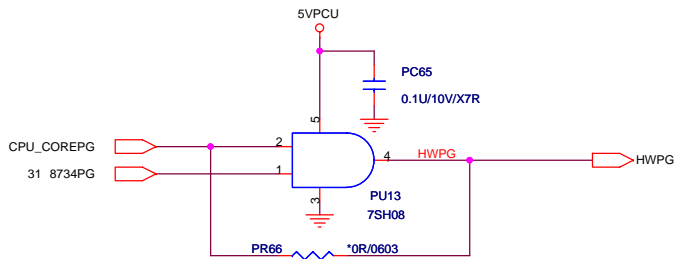 5VPCU
PC65
0.1U/10V/X7R
5
CPU_COREPG
2
31 8734PG
1
4
HWPG
HWPG
PU13
7SH08
3
PR66
*0R/0603